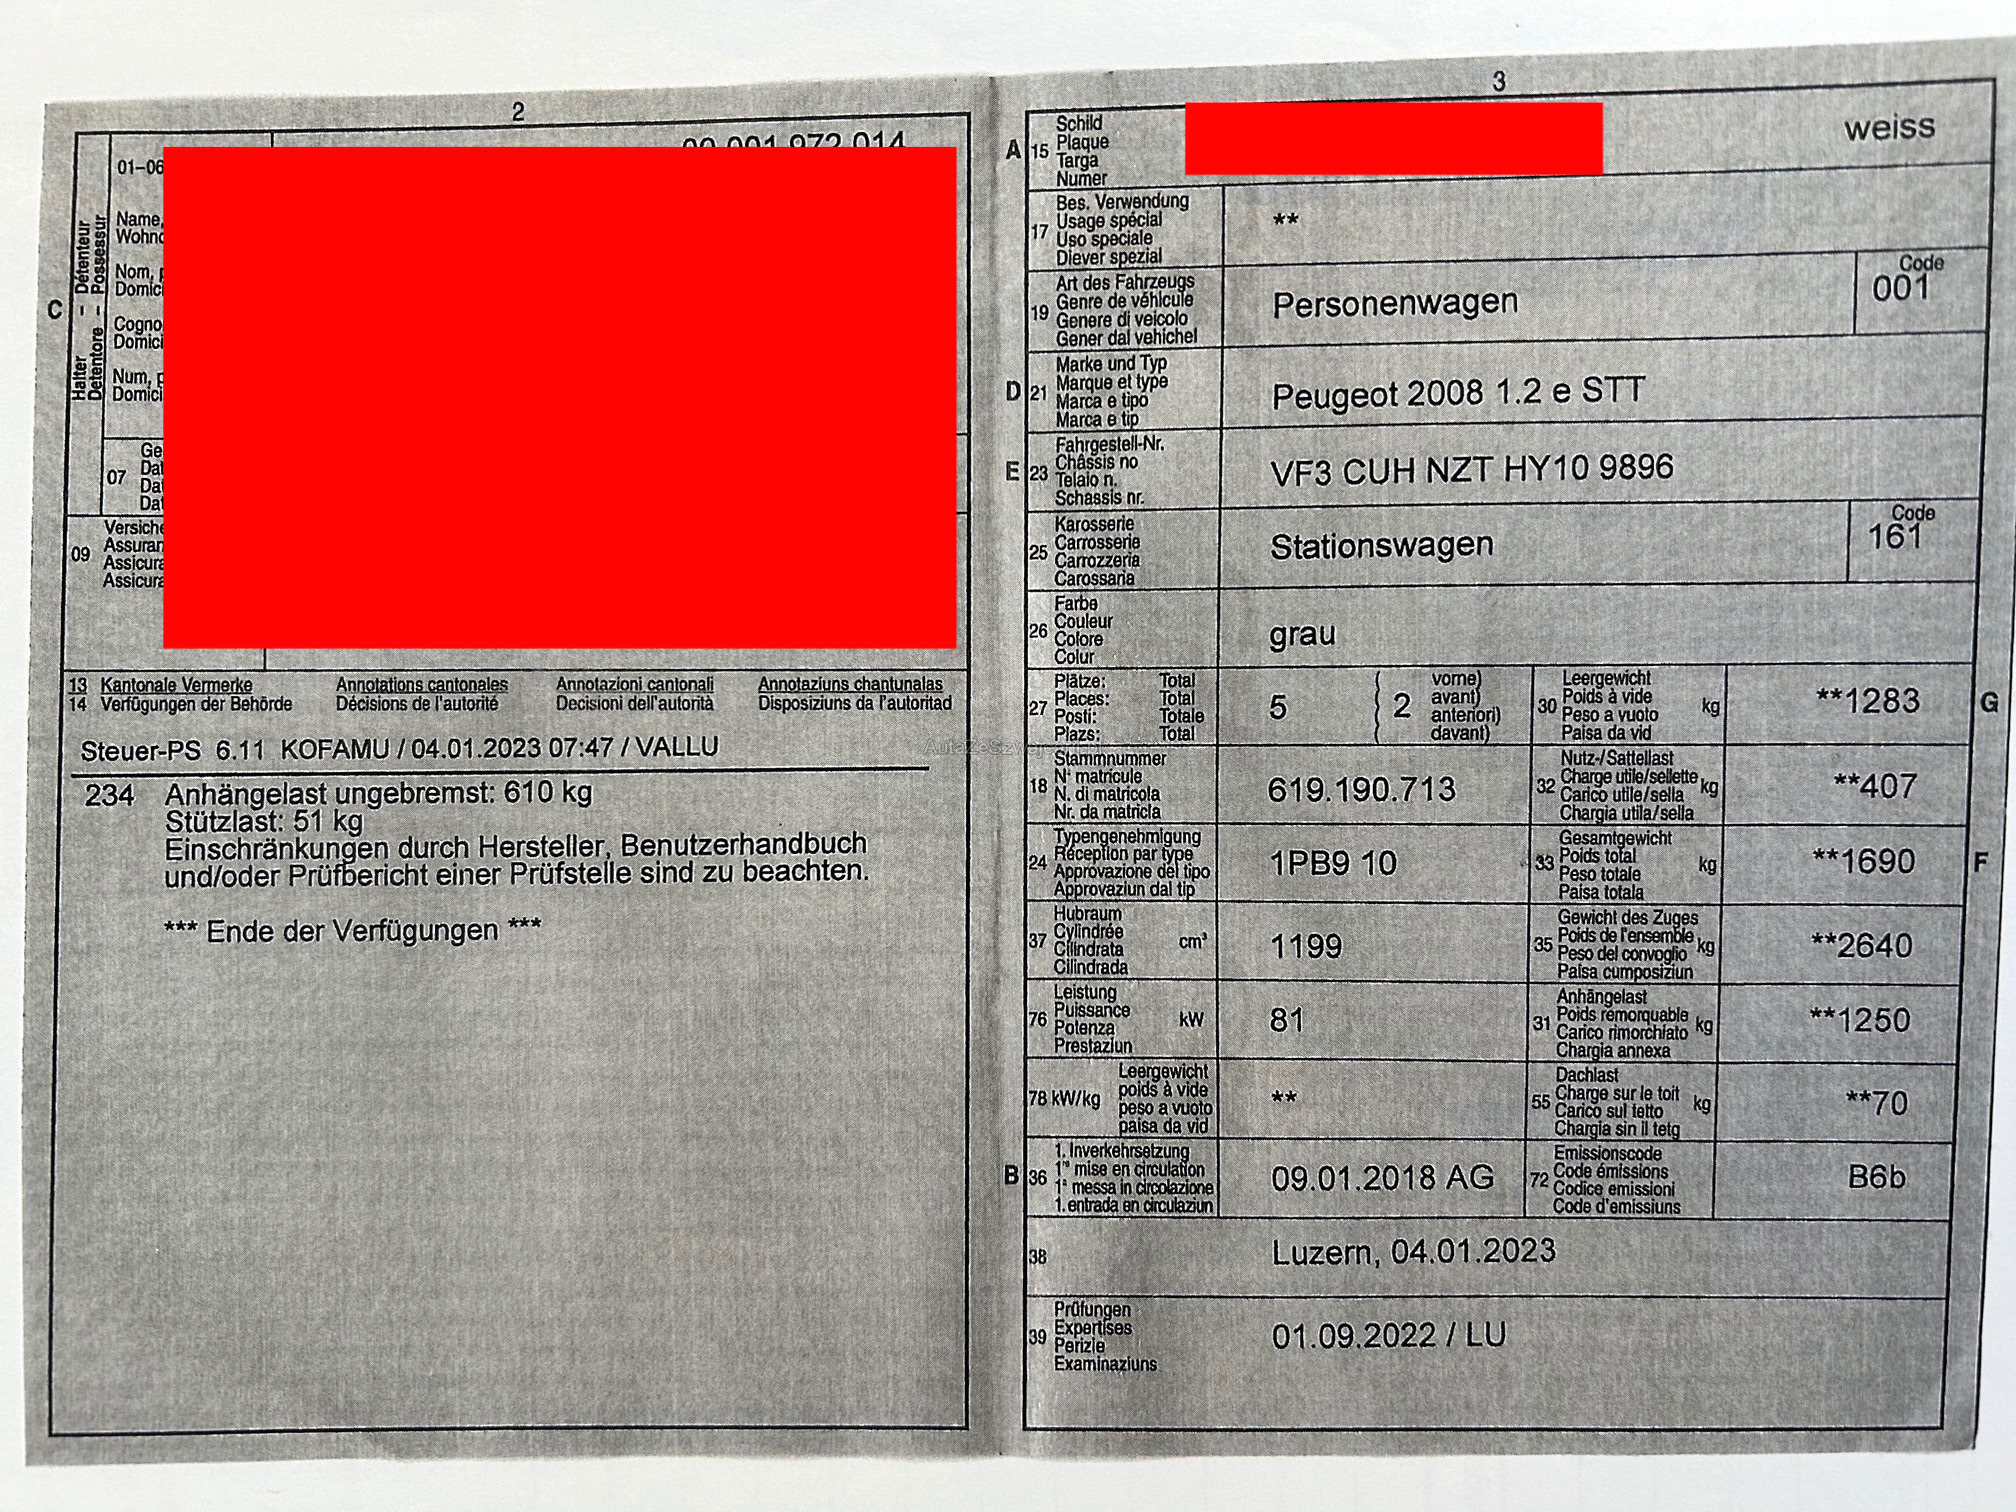 2
01–06
Name,
Wohno
Nom, p
Domici
Cogno
Domici
Num, p
Domici
C
Halter – Détenteur
Detentore – Possessur
07
Ge
Dat
Dat
Dat
09
Versiche
Assuran
Assicura
Assicura
13 Kantonale Vermerke Annotations cantonales Annotazioni cantonali Annotaziuns chantunalas
14 Verfügungen der Behörde Décisions de l'autorité Decisioni dell'autorità Disposiziuns da l'autoritad
Steuer-PS 6.11 KOFAMU / 04.01.2023 07:47 / VALLU
234 Anhängelast ungebremst: 610 kg
Stützlast: 51 kg
Einschränkungen durch Hersteller, Benutzerhandbuch
und/oder Prüfbericht einer Prüfstelle sind zu beachten.
*** Ende der Verfügungen ***
3
A 15
Schild
Plaque
Targa
Numer
weiss
17
Bes. Verwendung
Usage spécial
Uso speciale
Diever spezial
**
19
Art des Fahrzeugs
Genre de véhicule
Genere di veicolo
Gener dal vehichel
Personenwagen
Code
001
D 21
Marke und Typ
Marque et type
Marca e tipo
Marca e tip
Peugeot 2008 1.2 e STT
E 23
Fahrgestell-Nr.
Châssis no
Telaio n.
Schassis nr.
VF3 CUH NZT HY10 9896
25
Karosserie
Carrosserie
Carrozzeria
Carossaria
Stationswagen
Code
161
26
Farbe
Couleur
Colore
Colur
grau
27
Plätze: Total
Places: Total
Posti: Totale
Plazs: Total
5
( 2 vorne)
avant)
anteriori)
davant)
30
Leergewicht
Poids à vide
Peso a vuoto
Paisa da vid
kg
**1283
G
18
Stammnummer
N° matricule
N. di matricola
Nr. da matricla
619.190.713
32
Nutz-/Sattellast
Charge utile/sellette
Carico utile/sella
Chargia utila/sella
kg
**407
24
Typengenehmigung
Réception par type
Approvazione del tipo
Approvaziun dal tip
1PB9 10
33
Gesamtgewicht
Poids total
Peso totale
Paisa totala
kg
**1690
F
37
Hubraum
Cylindrée
Cilindrata
Cilindrada
cm³
1199
35
Gewicht des Zuges
Poids de l'ensemble
Peso del convoglio
Paisa cumposiziun
kg
**2640
76
Leistung
Puissance
Potenza
Prestaziun
kW
81
31
Anhängelast
Poids remorquable
Carico rimorchiato
Chargia annexa
kg
**1250
78 kW/kg
Leergewicht
poids à vide
peso a vuoto
paisa da vid
**
55
Dachlast
Charge sur le toit
Carico sul tetto
Chargia sin il tetg
kg
**70
B 36
1. Inverkehrsetzung
1re mise en circulation
1a messa in circolazione
1. entrada en circulaziun
09.01.2018 AG
72
Emissionscode
Code émissions
Codice emissioni
Code d'emissiuns
B6b
38
Luzern, 04.01.2023
39
Prüfungen
Expertises
Perizie
Examinaziuns
01.09.2022 / LU